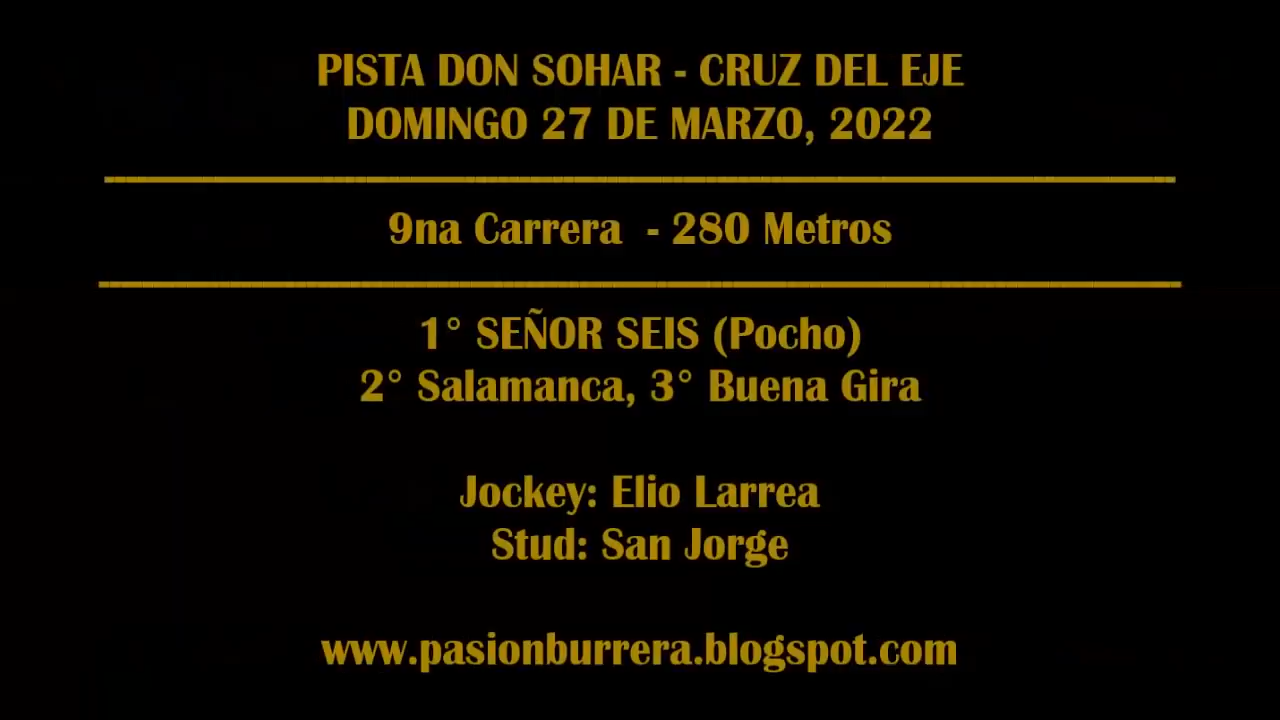 PISTA DON SOHAR - CRUZ DEL EJE
DOMINGO 27 DE MARZO, 2022
9na Carrera - 280 Metros
1° SEÑOR SEIS (Pocho)
2° Salamanca, 3° Buena Gira
Jockey: Elio Larrea
Stud: San Jorge
www.pasionburrera.blogspot.com